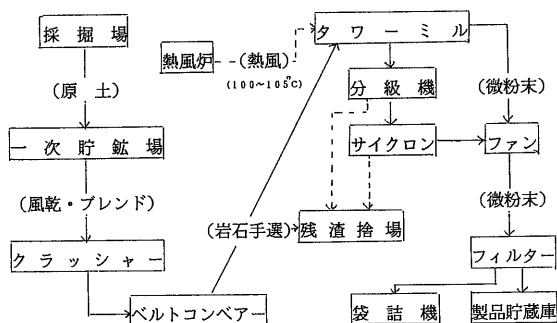 採掘場
(原 土)
一次貯鉱場
(風乾・ブレンド)
クラッシャー
ベルトコンベアー
(岩石手選)
残渣捨場
熱風炉
(熱風)
(100~105℃)
タワーミル
分級機
サイクロン
(微粉末)
ファン
(微粉末)
フィルター
袋詰機
製品貯蔵庫